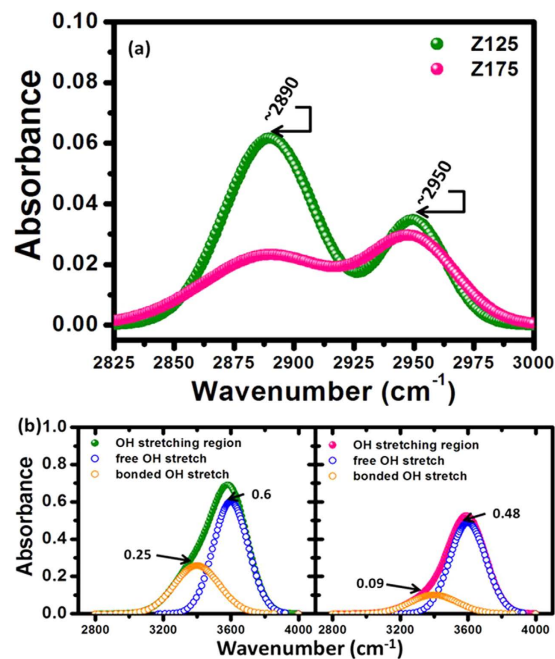 (a)
Z125
Z175
~2890
~2950
Absorbance
0.10
0.08
0.06
0.04
0.02
0.00
2825 2850 2875 2900 2925 2950 2975 3000
Wavenumber (cm⁻¹)
(b)
OH stretching region
free OH stretch
bonded OH stretch
0.6
0.25
OH stretching region
free OH stretch
bonded OH stretch
0.48
0.09
Absorbance
1.0
0.8
0.6
0.4
0.2
0.0
2800 3200 3600 4000 2800 3200 3600 4000
Wavenumber (cm⁻¹)